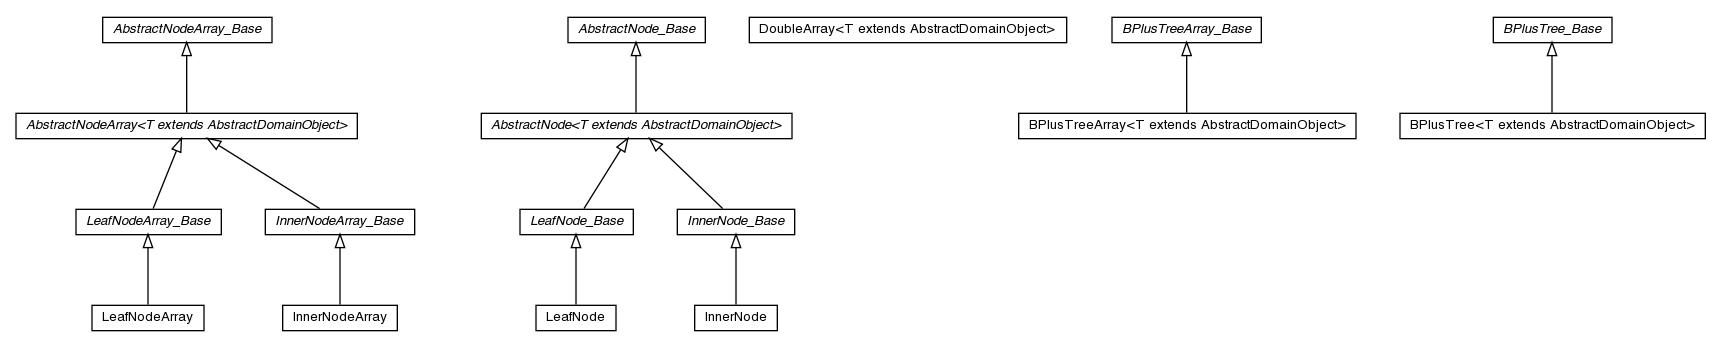 AbstractNodeArray_Base
AbstractNode_Base
DoubleArray<T extends AbstractDomainObject>
BPlusTreeArray_Base
BPlusTree_Base
AbstractNodeArray<T extends AbstractDomainObject>
AbstractNode<T extends AbstractDomainObject>
BPlusTreeArray<T extends AbstractDomainObject>
BPlusTree<T extends AbstractDomainObject>
LeafNodeArray_Base
InnerNodeArray_Base
LeafNode_Base
InnerNode_Base
LeafNodeArray
InnerNodeArray
LeafNode
InnerNode